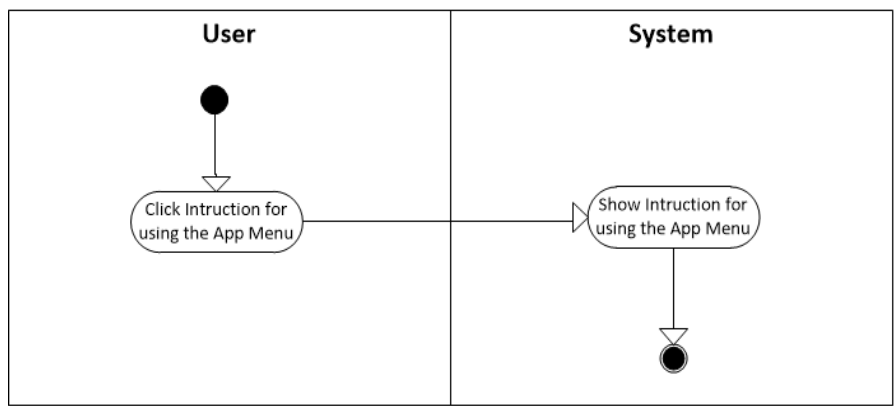 User
System
Click Intruction for
using the App Menu
Show Intruction for
using the App Menu